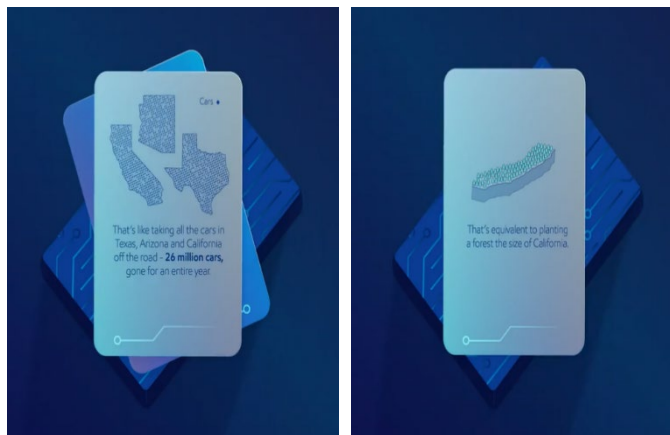 Cars
That's like taking all the cars in
Texas, Arizona and California
off the road - 26 million cars,
gone for an entire year.
That's equivalent to planting
a forest the size of California.